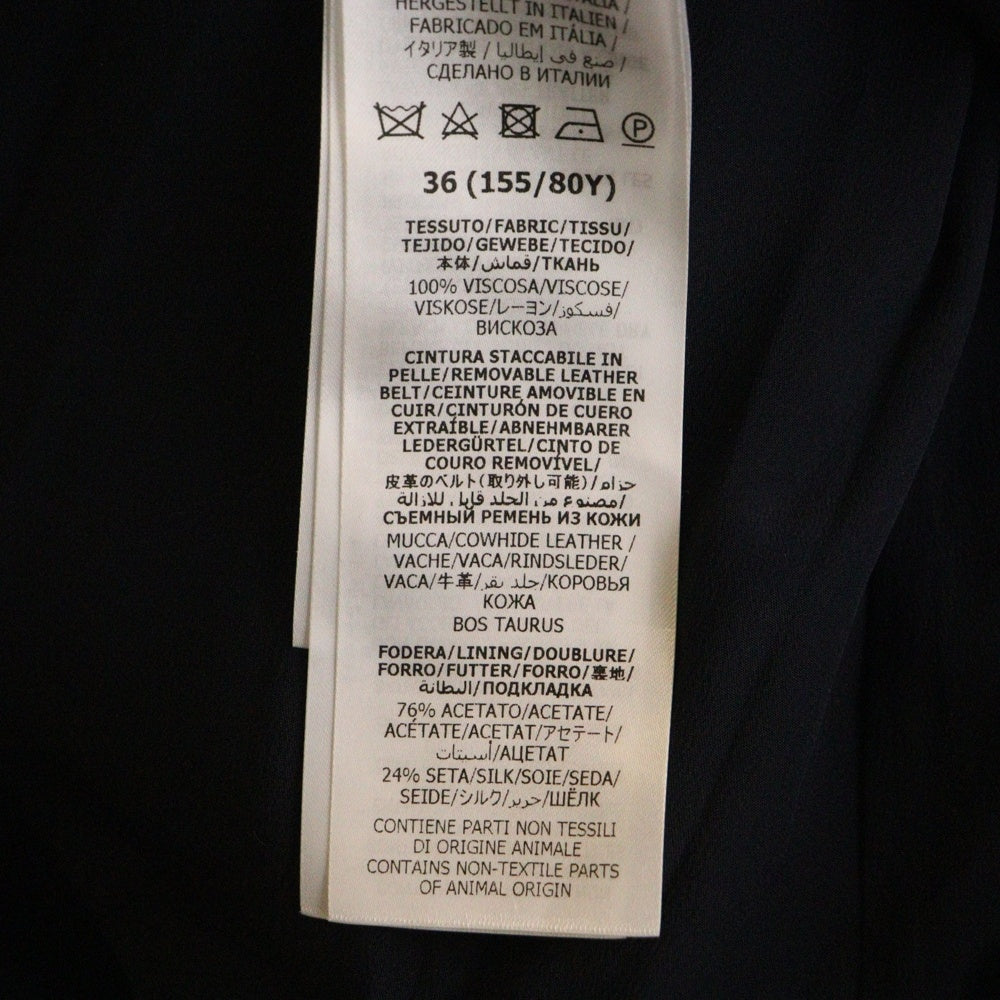 ITALIA /
HERGESTELLT IN ITALIEN /
FABRICADO EM ITÁLIA /
イタリア製 / صنع في إيطاليا /
СДЕЛАНО В ИТАЛИИ
P
36 (155/80Y)
TESSUTO/FABRIC/TISSU/
TEJIDO/GEWEBE/TECIDO/
本体/قماش/ТКАНЬ
100% VISCOSA/VISCOSE/
VISKOSE/レーヨン/فسكوز/
ВИСКОЗА
CINTURA STACCABILE IN
PELLE/REMOVABLE LEATHER
BELT/CEINTURE AMOVIBLE EN
CUIR/CINTURÓN DE CUERO
EXTRAÍBLE/ABNEHMBARER
LEDERGÜRTEL/CINTO DE
COURO REMOVÍVEL/
皮革のベルト(取り外し可能)/حزام
مصنوع من الجلد قابل للازالة/
СЪЕМНЫЙ РЕМЕНЬ ИЗ КОЖИ
MUCCA/COWHIDE LEATHER /
VACHE/VACA/RINDSLEDER/
VACA/牛革/جلد بقر/КОРОВЬЯ
КОЖА
BOS TAURUS
FODERA/LINING/DOUBLURE/
FORRO/FUTTER/FORRO/裏地/
البطانة/ПОДКЛАДКА
76% ACETATO/ACETATE/
ACÉTATE/ACETAT/アセテート/
أسيتات/АЦЕТАТ
24% SETA/SILK/SOIE/SEDA/
SEIDE/シルク/حرير/ШЁЛК
CONTIENE PARTI NON TESSILI
DI ORIGINE ANIMALE
CONTAINS NON-TEXTILE PARTS
OF ANIMAL ORIGIN